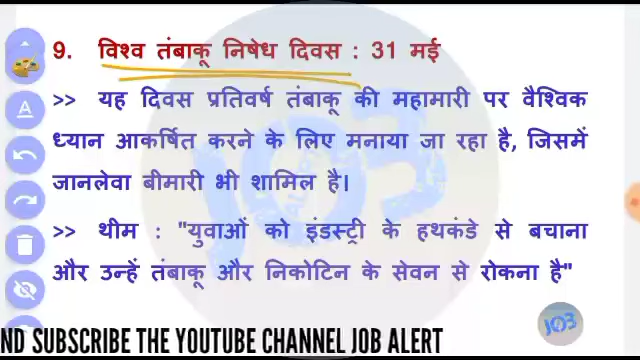 9. विश्व तंबाकू निषेध दिवस : 31 मई
>> यह दिवस प्रतिवर्ष तंबाकू की महामारी पर वैश्विक
ध्यान आकर्षित करने के लिए मनाया जा रहा है, जिसमें
जानलेवा बीमारी भी शामिल है।
>> थीम : "युवाओं को इंडस्ट्री के हथकंडे से बचाना
और उन्हें तंबाकू और निकोटिन के सेवन से रोकना है"
JO3
ND SUBSCRIBE THE YOUTUBE CHANNEL JOB ALERT